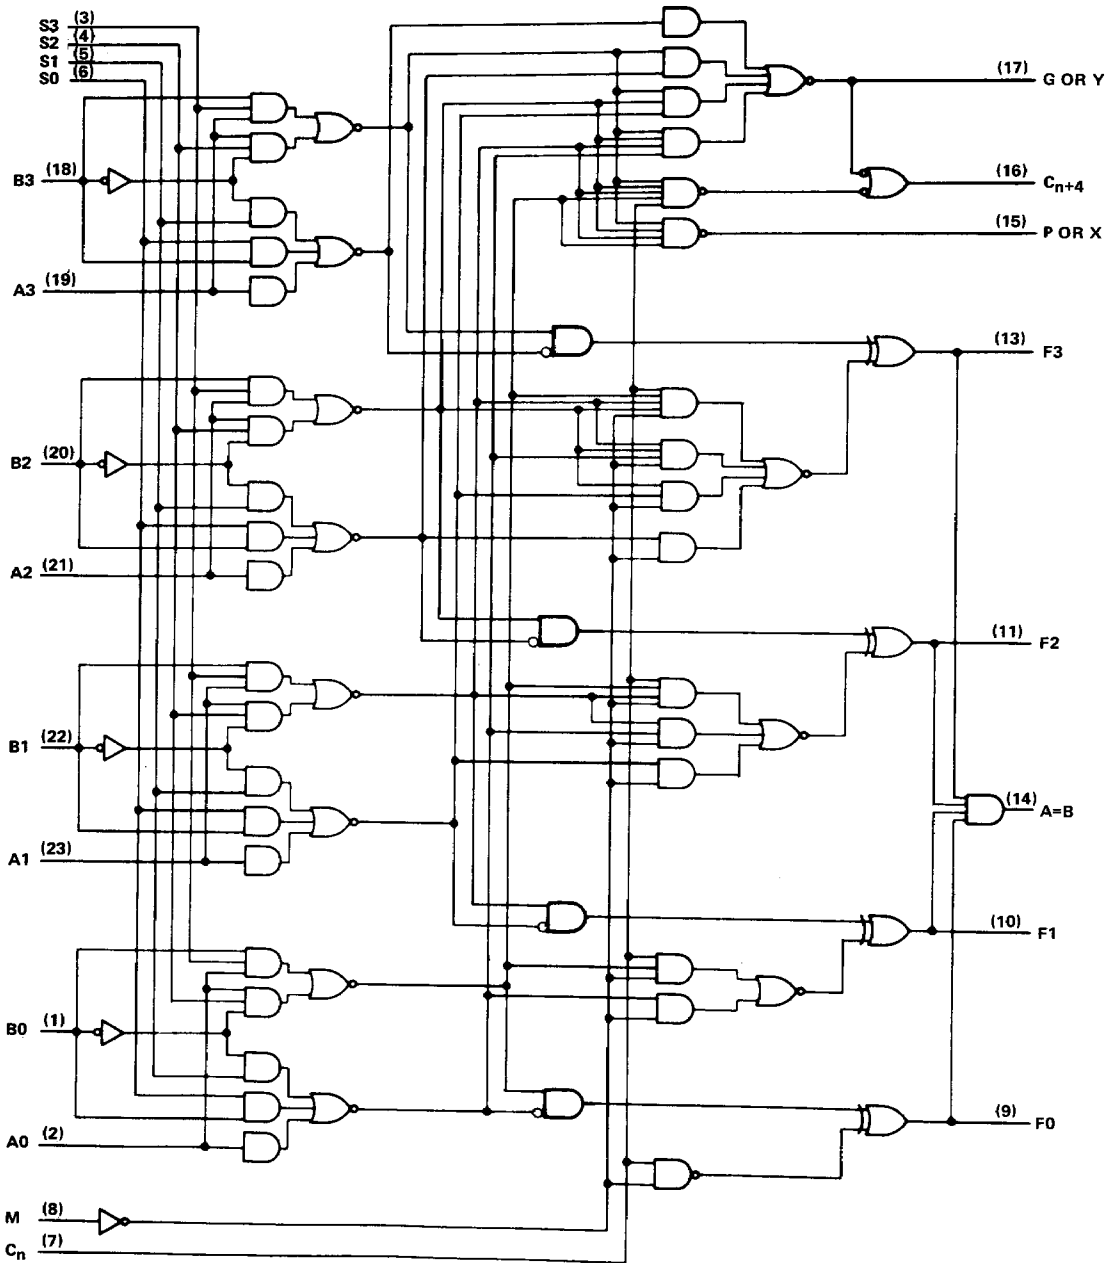 S3 (3)
S2 (4)
S1 (5)
S0 (6)
(17) G OR Y
B3 (18)
(16) Cn+4
(15) P OR X
A3 (19)
(13) F3
B2 (20)
A2 (21)
(11) F2
B1 (22)
(14) A=B
A1 (23)
(10) F1
B0 (1)
A0 (2)
(9) F0
M (8)
Cn (7)